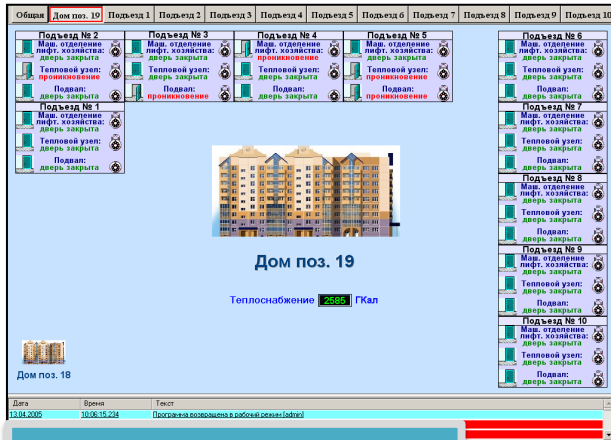 Общая Дом поз. 19 Подъезд 1 Подъезд 2 Подъезд 3 Подъезд 4 Подъезд 5 Подъезд 6 Подъезд 7 Подъезд 8 Подъезд 9 Подъезд 10
Подъезд № 2
Маш. отделение
лифт. хозяйства:
дверь закрыта
Тепловой узел:
проникновение
Подвал:
дверь закрыта
Подъезд № 3
Маш. отделение
лифт. хозяйства:
дверь закрыта
Тепловой узел:
дверь закрыта
Подвал:
проникновение
Подъезд № 4
Маш. отделение
лифт. хозяйства:
проникновение
Тепловой узел:
дверь закрыта
Подвал:
дверь закрыта
Подъезд № 5
Маш. отделение
лифт. хозяйства:
дверь закрыта
Тепловой узел:
проникновение
Подвал:
проникновение
Подъезд № 6
Маш. отделение
лифт. хозяйства:
дверь закрыта
Тепловой узел:
дверь закрыта
Подвал:
дверь закрыта
Подъезд № 1
Маш. отделение
лифт. хозяйства:
дверь закрыта
Тепловой узел:
дверь закрыта
Подвал:
дверь закрыта
Подъезд № 7
Маш. отделение
лифт. хозяйства:
дверь закрыта
Тепловой узел:
дверь закрыта
Подвал:
дверь закрыта
Подъезд № 8
Маш. отделение
лифт. хозяйства:
дверь закрыта
Тепловой узел:
дверь закрыта
Подвал:
дверь закрыта
Подъезд № 9
Маш. отделение
лифт. хозяйства:
дверь закрыта
Тепловой узел:
дверь закрыта
Подвал:
дверь закрыта
Подъезд № 10
Маш. отделение
лифт. хозяйства:
дверь закрыта
Тепловой узел:
дверь закрыта
Подвал:
дверь закрыта
Дом поз. 19
Теплоснабжение 2585 ГКал
Дом поз. 18
Дата Время Текст
13.04.2005 10:06:15.234 Программа возвращена в рабочий режим [admin]